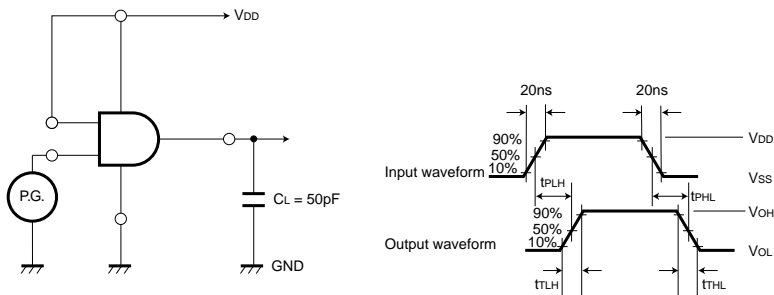 VDD
P.G.
CL = 50pF
GND
20ns 20ns
90%
50%
10%
Input waveform
VDD
VSS
tPLH tPHL
90%
50%
10%
Output waveform
VOH
VOL
tTLH tTHL